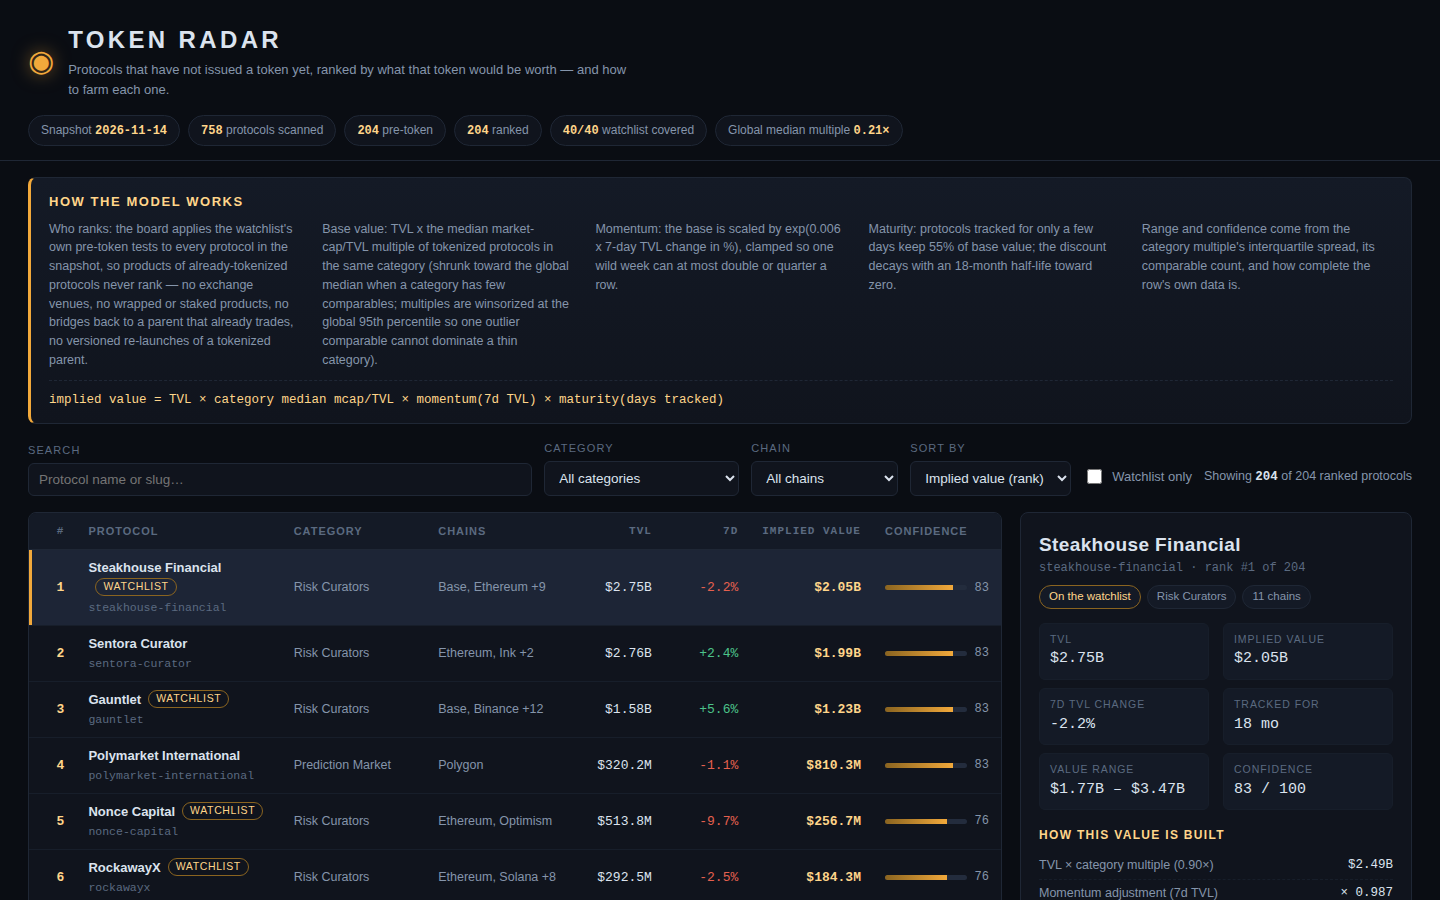 TOKEN RADAR
Protocols that have not issued a token yet, ranked by what that token would be worth — and how
to farm each one.
Snapshot 2026-11-14
758 protocols scanned
204 pre-token
204 ranked
40/40 watchlist covered
Global median multiple 0.21×
HOW THE MODEL WORKS
Who ranks: the board applies the watchlist's
own pre-token tests to every protocol in the
snapshot, so products of already-tokenized
protocols never rank — no exchange
venues, no wrapped or staked products, no
bridges back to a parent that already trades,
no versioned re-launches of a tokenized
parent.
Base value: TVL x the median market-
cap/TVL multiple of tokenized protocols in
the same category (shrunk toward the global
median when a category has few
comparables; multiples are winsorized at the
global 95th percentile so one outlier
comparable cannot dominate a thin
category).
Momentum: the base is scaled by exp(0.006
x 7-day TVL change in %), clamped so one
wild week can at most double or quarter a
row.
Maturity: protocols tracked for only a few
days keep 55% of base value; the discount
decays with an 18-month half-life toward
zero.
Range and confidence come from the
category multiple's interquartile spread, its
comparable count, and how complete the
row's own data is.
implied value = TVL × category median mcap/TVL × momentum(7d TVL) × maturity(days tracked)
SEARCH
Protocol name or slug…
CATEGORY
All categories
CHAIN
All chains
SORT BY
Implied value (rank)
Watchlist only
Showing 204 of 204 ranked protocols
# PROTOCOL CATEGORY CHAINS TVL 7D IMPLIED VALUE CONFIDENCE
1 Steakhouse Financial WATCHLIST steakhouse-financial Risk Curators Base, Ethereum +9 $2.75B -2.2% $2.05B 83
2 Sentora Curator sentora-curator Risk Curators Ethereum, Ink +2 $2.76B +2.4% $1.99B 83
3 Gauntlet WATCHLIST gauntlet Risk Curators Base, Binance +12 $1.58B +5.6% $1.23B 83
4 Polymarket International polymarket-international Prediction Market Polygon $320.2M -1.1% $810.3M 83
5 Nonce Capital WATCHLIST nonce-capital Risk Curators Ethereum, Optimism $513.8M -9.7% $256.7M 76
6 RockawayX WATCHLIST rockawayx Risk Curators Ethereum, Solana +8 $292.5M -2.5% $184.3M 76
Steakhouse Financial
steakhouse-financial · rank #1 of 204
On the watchlist
Risk Curators
11 chains
TVL
$2.75B
IMPLIED VALUE
$2.05B
7D TVL CHANGE
-2.2%
TRACKED FOR
18 mo
VALUE RANGE
$1.77B – $3.47B
CONFIDENCE
83 / 100
HOW THIS VALUE IS BUILT
TVL × category multiple (0.90×) $2.49B
Momentum adjustment (7d TVL) × 0.987